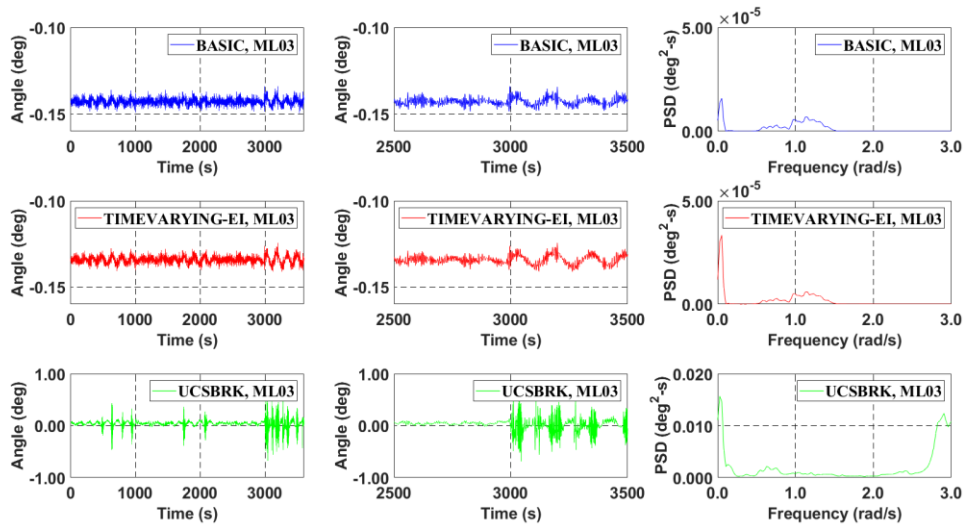 ×10⁻⁵
-0.10 BASIC, ML03 -0.10 BASIC, ML03 5.00 BASIC, ML03
Angle (deg) Angle (deg) PSD (deg²-s)
-0.15 -0.15 0.00
0 1000 2000 3000 2500 3000 3500 0.0 1.0 2.0 3.0
Time (s) Time (s) Frequency (rad/s)
×10⁻⁵
-0.10 TIMEVARYING-EI, ML03 -0.10 TIMEVARYING-EI, ML03 5.00 TIMEVARYING-EI, ML03
Angle (deg) Angle (deg) PSD (deg²-s)
-0.15 -0.15 0.00
0 1000 2000 3000 2500 3000 3500 0.0 1.0 2.0 3.0
Time (s) Time (s) Frequency (rad/s)
1.00 UCSBRK, ML03 1.00 UCSBRK, ML03 0.020 UCSBRK, ML03
Angle (deg) Angle (deg) PSD (deg²-s)
0.00 0.00 0.010
-1.00 -1.00 0.000
0 1000 2000 3000 2500 3000 3500 0.0 1.0 2.0 3.0
Time (s) Time (s) Frequency (rad/s)